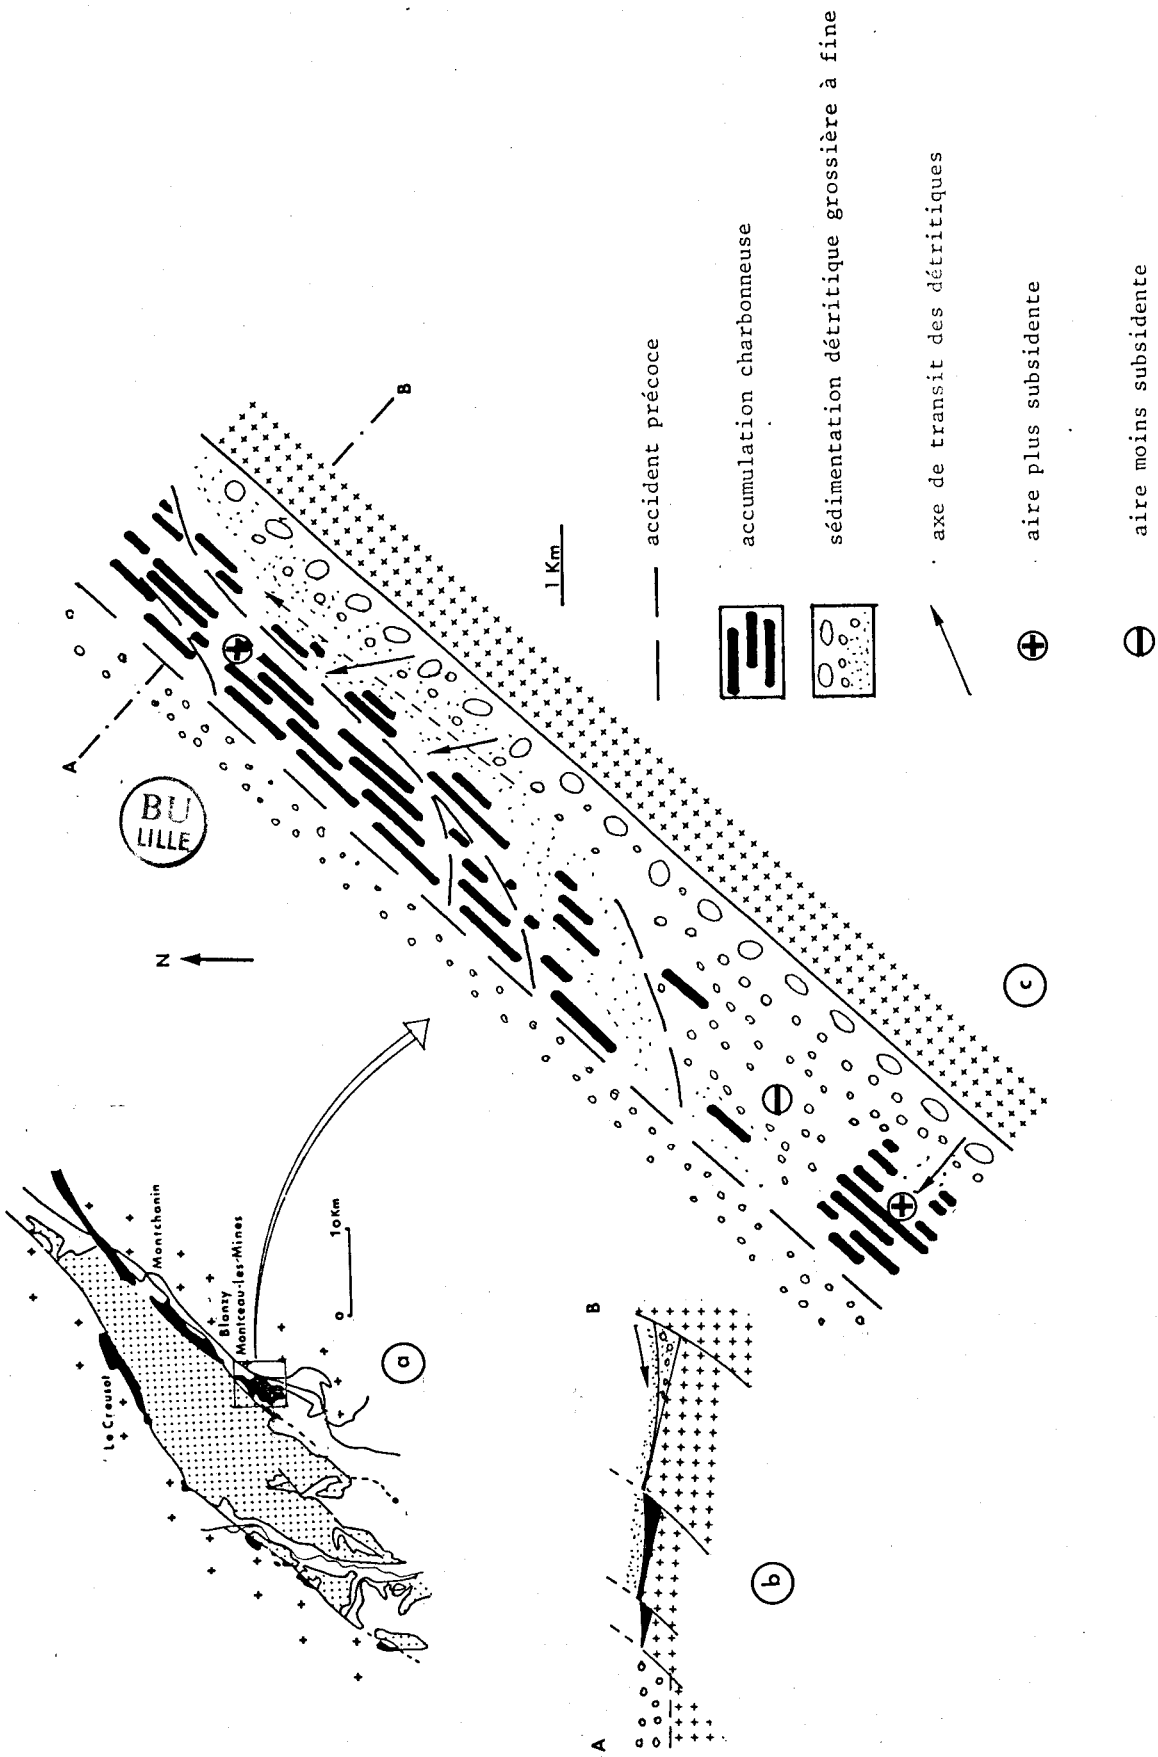 Le Creusot
Montchanin
Blanzy
Montceau-les-Mines
0 10Km
a
A
B
b
N
BU
LILLE
A
B
1 Km
c
accident précoce
accumulation charbonneuse
sédimentation détritique grossière à fine
axe de transit des détritiques
aire plus subsidente
aire moins subsidente